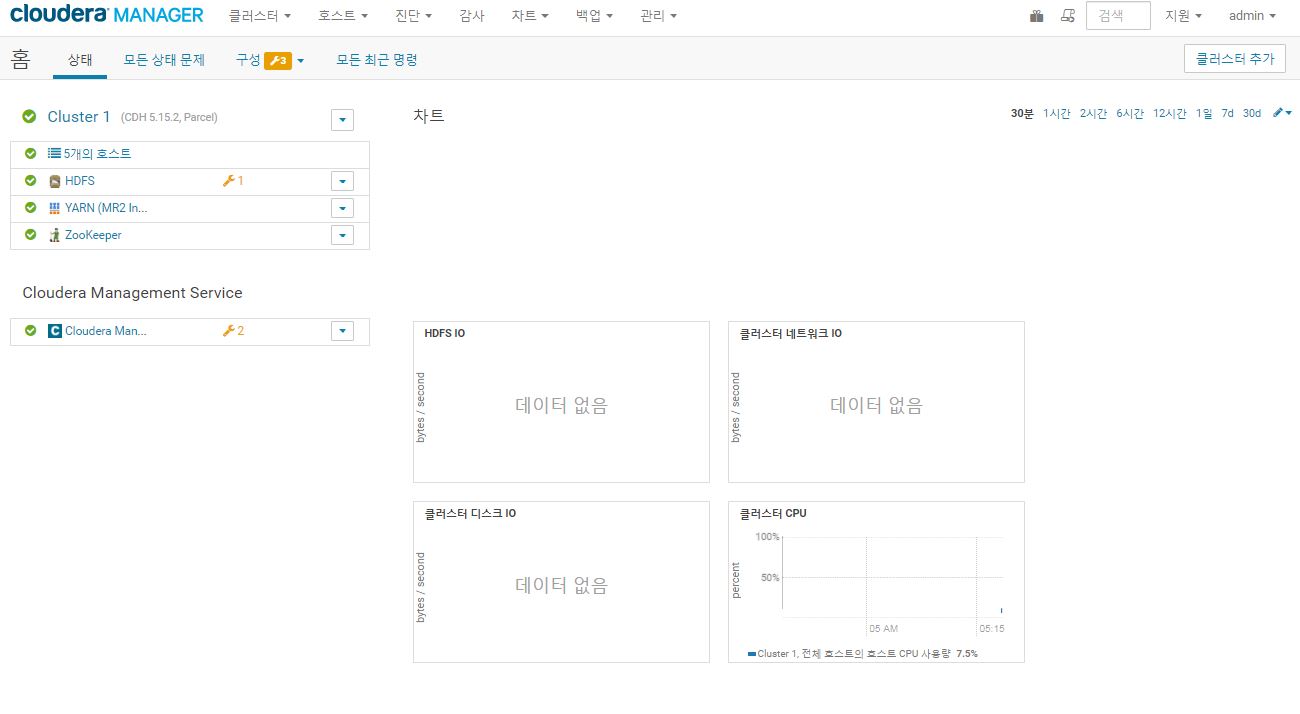 cloudera MANAGER 클러스터 호스트 진단 감사 차트 백업 관리 검색 지원 admin
홈 상태 모든 상태 문제 구성 3 모든 최근 명령 클러스터 추가
Cluster 1 (CDH 5.15.2, Parcel)
차트 30분 1시간 2시간 6시간 12시간 1일 7d 30d
5개의 호스트
HDFS 1
YARN (MR2 In...
ZooKeeper
Cloudera Management Service
C Cloudera Man... 2
HDFS IO
bytes / second
데이터 없음
클러스터 네트워크 IO
bytes / second
데이터 없음
클러스터 디스크 IO
bytes / second
데이터 없음
클러스터 CPU
percent
100%
50%
05 AM 05:15
Cluster 1, 전체 호스트의 호스트 CPU 사용량 7.5%